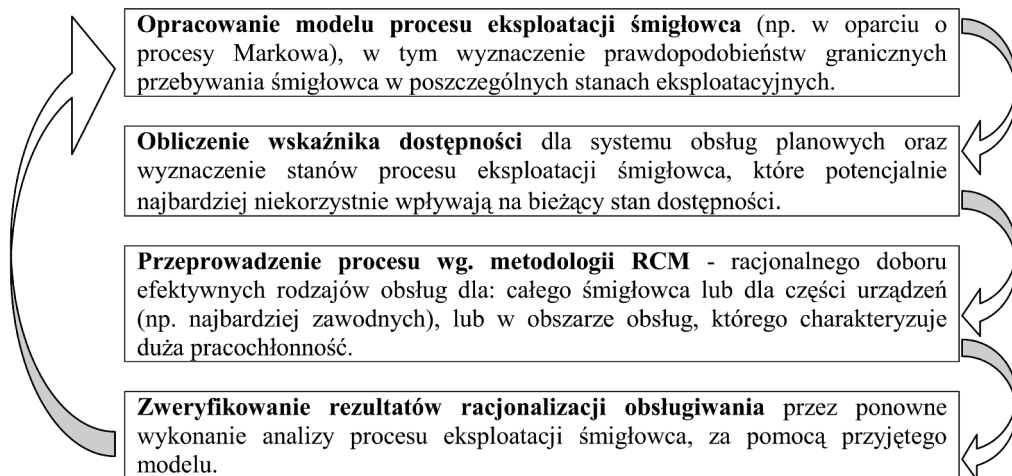 Opracowanie modelu procesu eksploatacji śmigłowca (np. w oparciu o
procesy Markowa), w tym wyznaczenie prawdopodobieństw granicznych
przebywania śmigłowca w poszczególnych stanach eksploatacyjnych.
Obliczenie wskaźnika dostępności dla systemu obsług planowych oraz
wyznaczenie stanów procesu eksploatacji śmigłowca, które potencjalnie
najbardziej niekorzystnie wpływają na bieżący stan dostępności.
Przeprowadzenie procesu wg. metodologii RCM - racjonalnego doboru
efektywnych rodzajów obsług dla: całego śmigłowca lub dla części urządzeń
(np. najbardziej zawodnych), lub w obszarze obsług, którego charakteryzuje
duża pracochłonność.
Zweryfikowanie rezultatów racjonalizacji obsługiwania przez ponowne
wykonanie analizy procesu eksploatacji śmigłowca, za pomocą przyjętego
modelu.